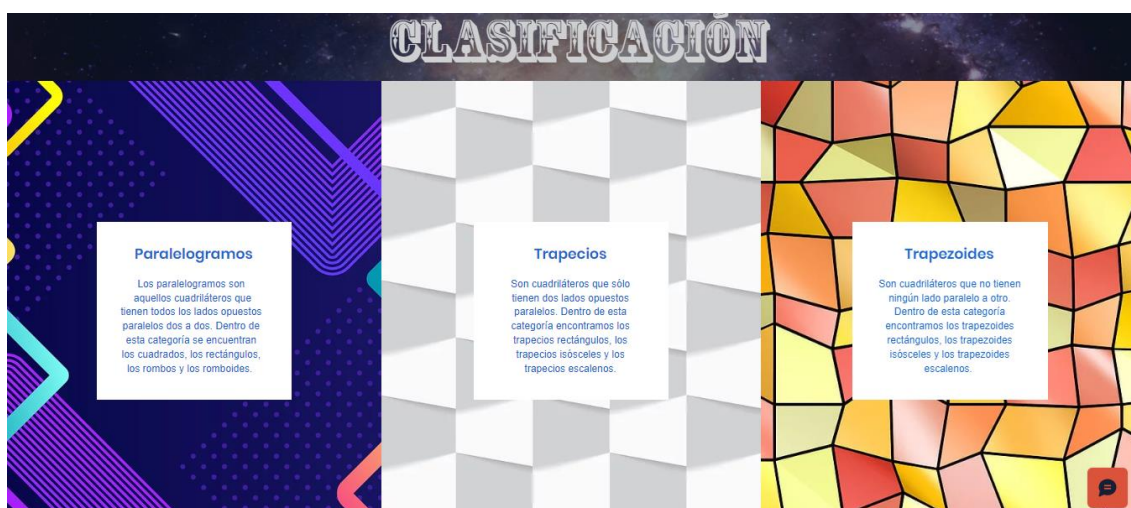 CLASIFICACIÓN
Paralelogramos
Los paralelogramos son
aquellos cuadriláteros que
tienen todos los lados opuestos
paralelos dos a dos. Dentro de
esta categoría se encuentran
los cuadrados, los rectángulos,
los rombos y los romboides.
Trapecios
Son cuadriláteros que sólo
tienen dos lados opuestos
paralelos. Dentro de esta
categoría encontramos los
trapecios rectángulos, los
trapecios isósceles y los
trapecios escalenos.
Trapezoides
Son cuadriláteros que no tienen
ningún lado paralelo a otro.
Dentro de esta categoría
encontramos los trapezoides
rectángulos, los trapezoides
isósceles y los trapezoides
escalenos.